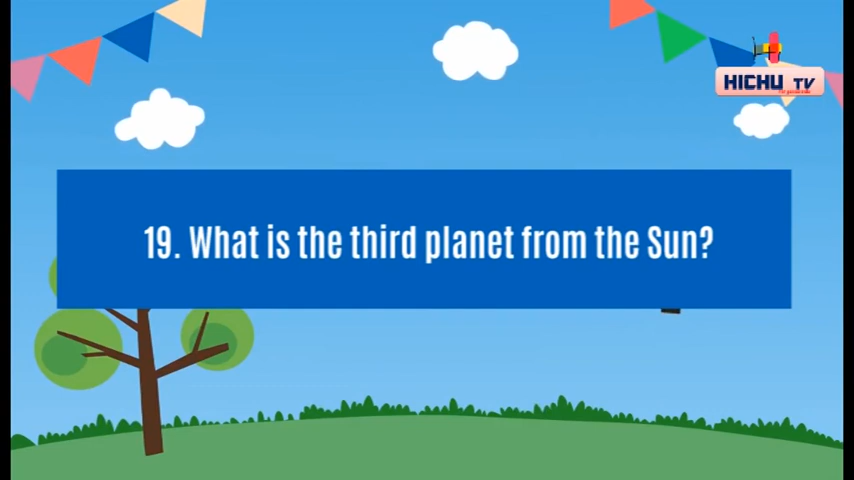 HICHU TV
19. What is the third planet from the Sun?